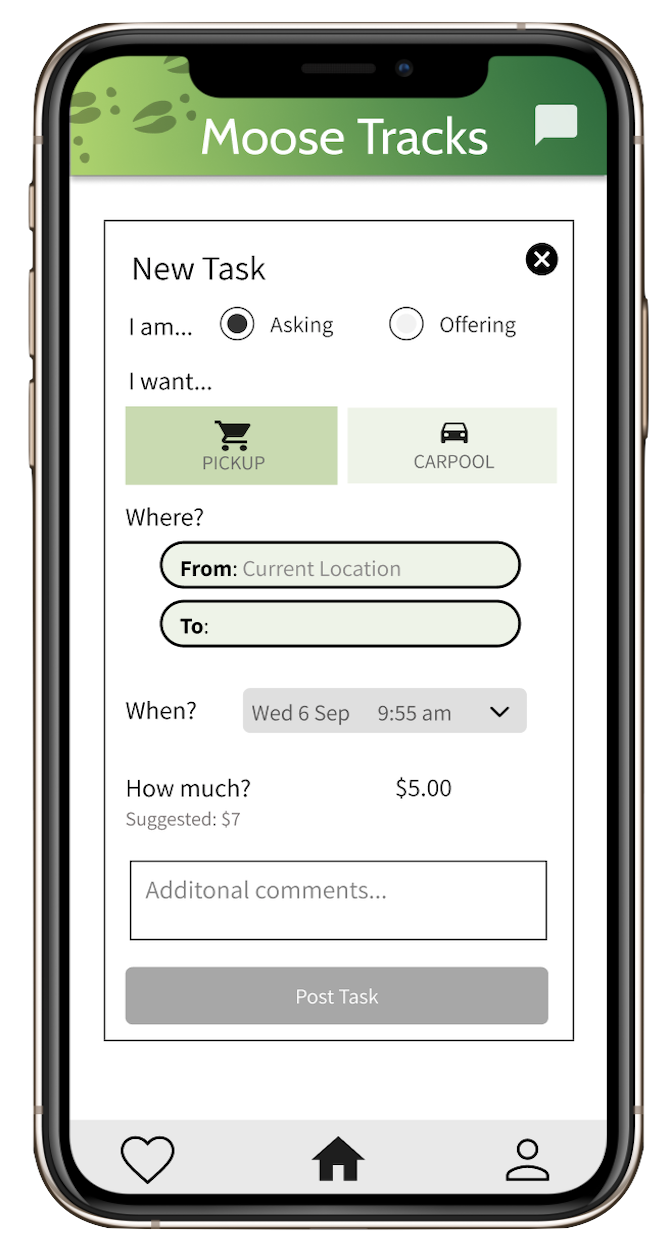 Moose Tracks
New Task
I am... Asking Offering
I want...
PICKUP CARPOOL
Where?
From: Current Location
To:
When? Wed 6 Sep 9:55 am
How much? $5.00
Suggested: $7
Additonal comments...
Post Task